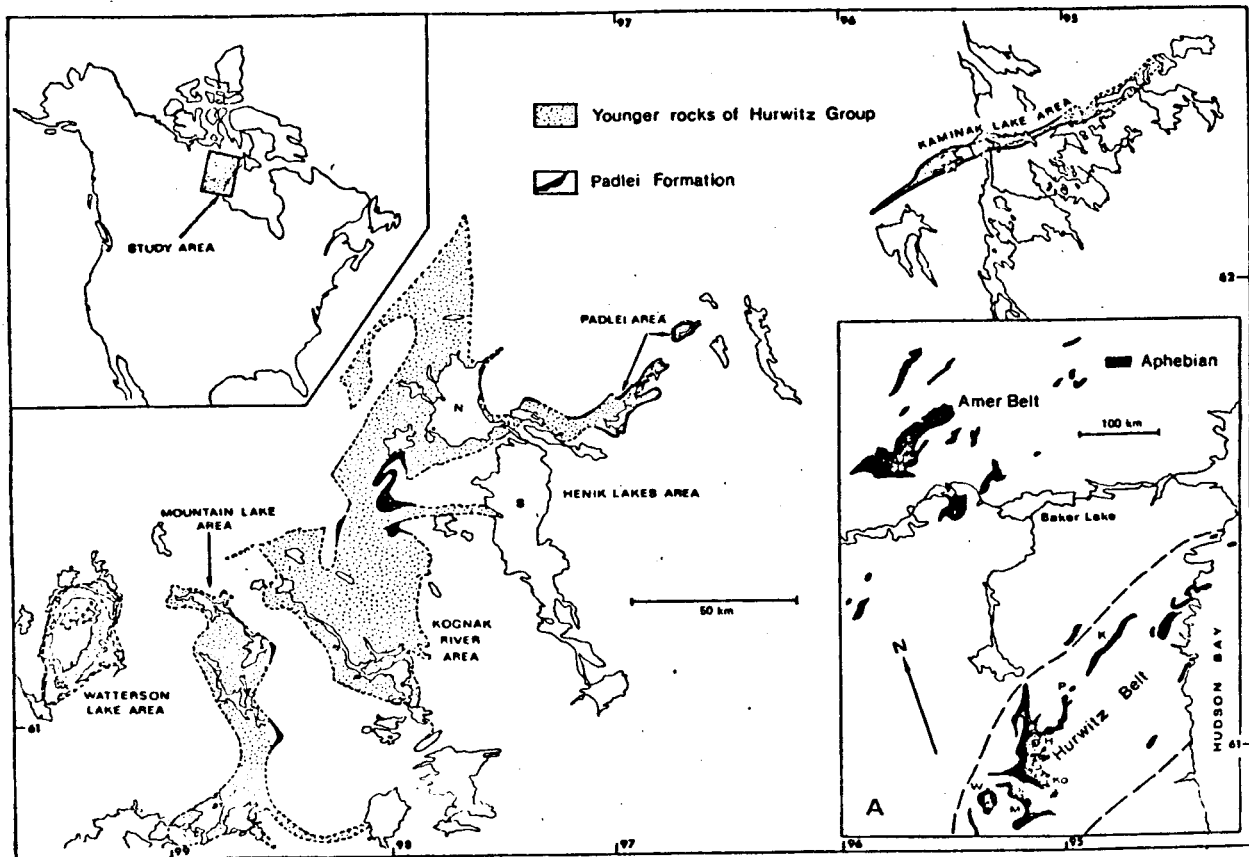 97
96
95
STUDY AREA
Younger rocks of Hurwitz Group
Padlei Formation
KAMINAK LAKE AREA
62
PADLEI AREA
N
S
HENIK LAKES AREA
MOUNTAIN LAKE
AREA
50 km
KOGNAK
RIVER
AREA
WATTERSON
LAKE AREA
61
99
98
97
96
95
Aphebian
Amer Belt
100 km
Baker Lake
N
K
P
H
Hurwitz Belt
KO
W
M
HUDSON BAY
61
A